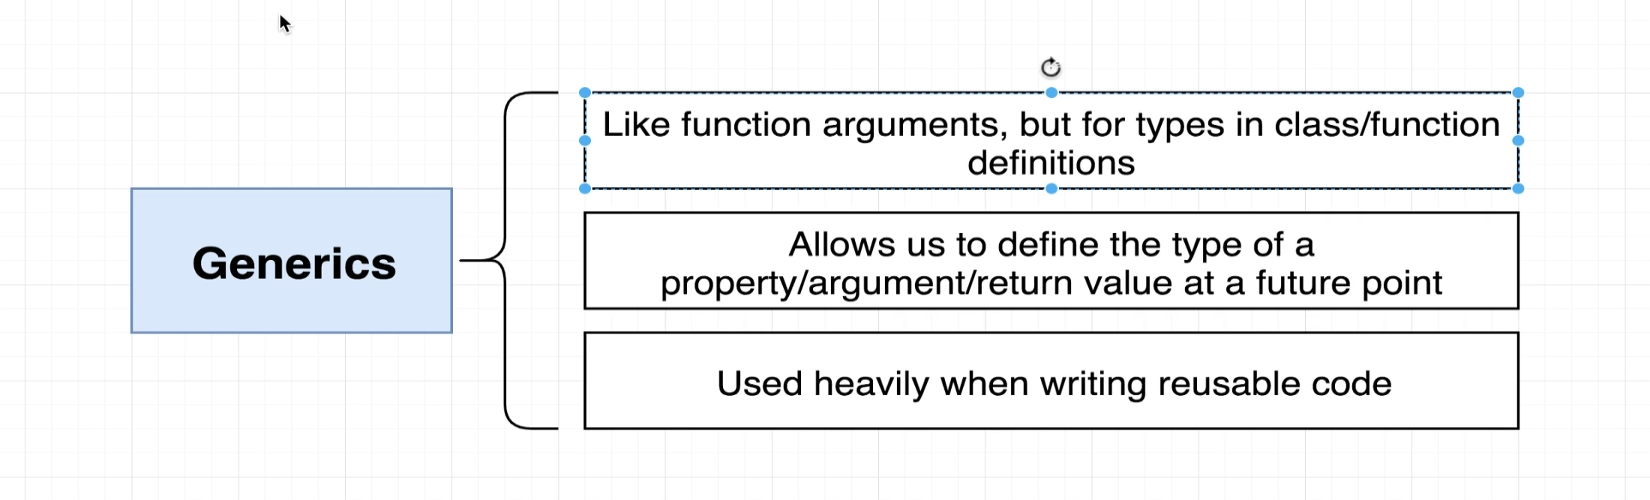 Generics
Like function arguments, but for types in class/function
definitions
Allows us to define the type of a
property/argument/return value at a future point
Used heavily when writing reusable code